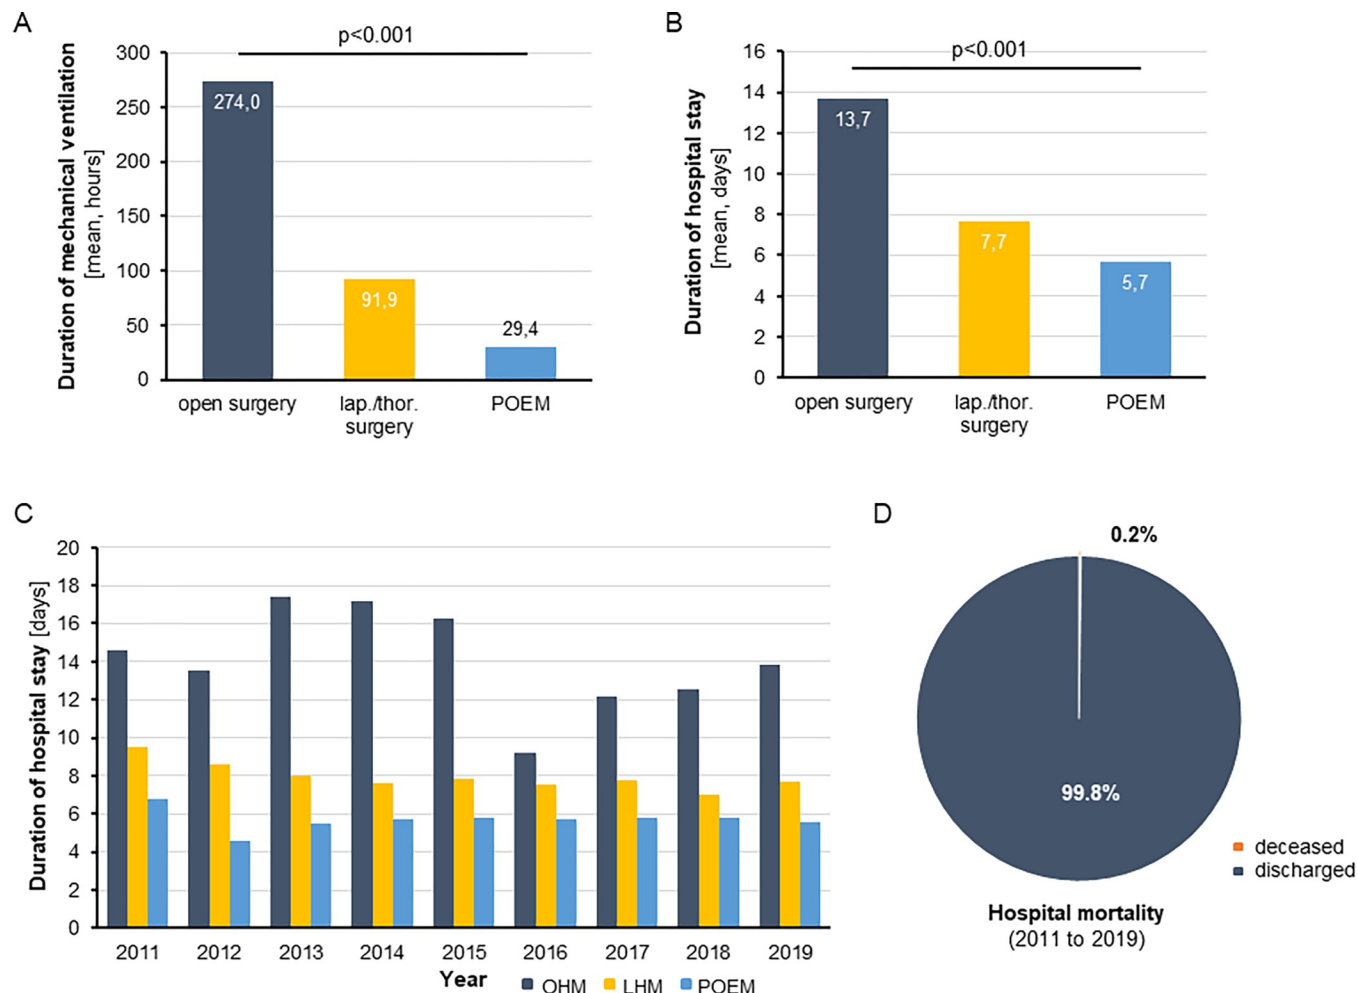 A
p<0.001
Duration of mechanical ventilation
[mean, hours]
300
250
200
150
100
50
0
274,0
91,9
29,4
open surgery
lap./thor.
surgery
POEM
B
p<0.001
Duration of hospital stay
[mean, days]
16
14
12
10
8
6
4
2
0
13,7
7,7
5,7
open surgery
lap./thor.
surgery
POEM
C
Duration of hospital stay [days]
20
18
16
14
12
10
8
6
4
2
0
2011 2012 2013 2014 2015 2016 2017 2018 2019
Year
OHM LHM POEM
D
0.2%
99.8%
deceased
discharged
Hospital mortality
(2011 to 2019)